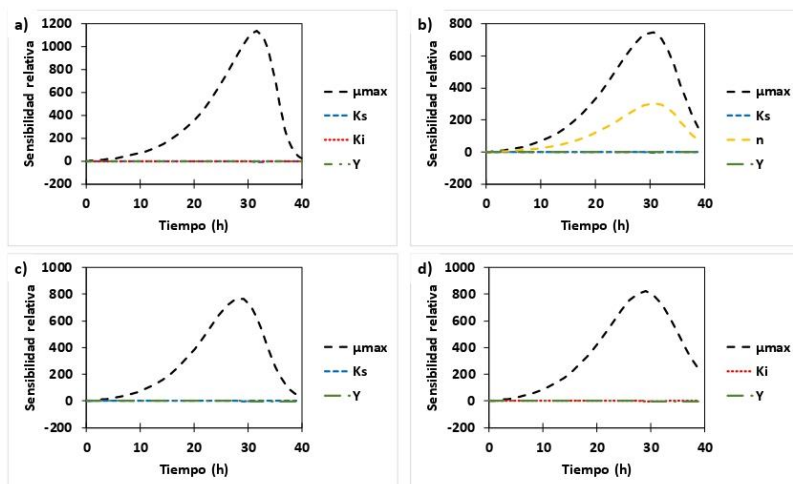 a)
Sensibilidad relativa
1200
1000
800
600
400
200
0
-200
0 10 20 30 40
Tiempo (h)
µmax
Ks
Ki
Y
b)
Sensibilidad relativa
800
600
400
200
0
-200
0 10 20 30 40
Tiempo (h)
µmax
Ks
n
Y
c)
Sensibilidad relativa
1000
800
600
400
200
0
-200
0 10 20 30 40
Tiempo (h)
µmax
Ks
Y
d)
Sensibilidad relativa
1000
800
600
400
200
0
-200
0 10 20 30 40
Tiempo (h)
µmax
Ki
Y